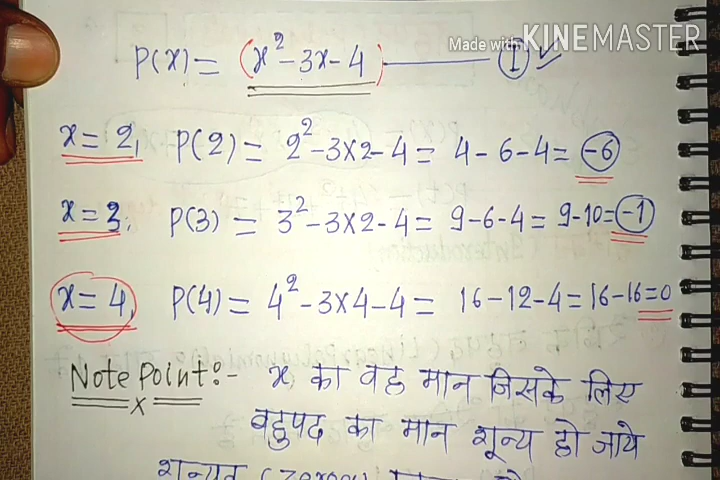 Made with KINEMASTER
P(x) = (x² - 3x - 4) ——— ① ✓
x = 2, P(2) = 2² - 3×2 - 4 = 4 - 6 - 4 = -6
x = 3, P(3) = 3² - 3×2 - 4 = 9 - 6 - 4 = 9 - 10 = -1
x = 4, P(4) = 4² - 3×4 - 4 = 16 - 12 - 4 = 16 - 16 = 0
Note Point:- x का वह मान जिसके लिए
बहुपद का मान शून्य हो जाये